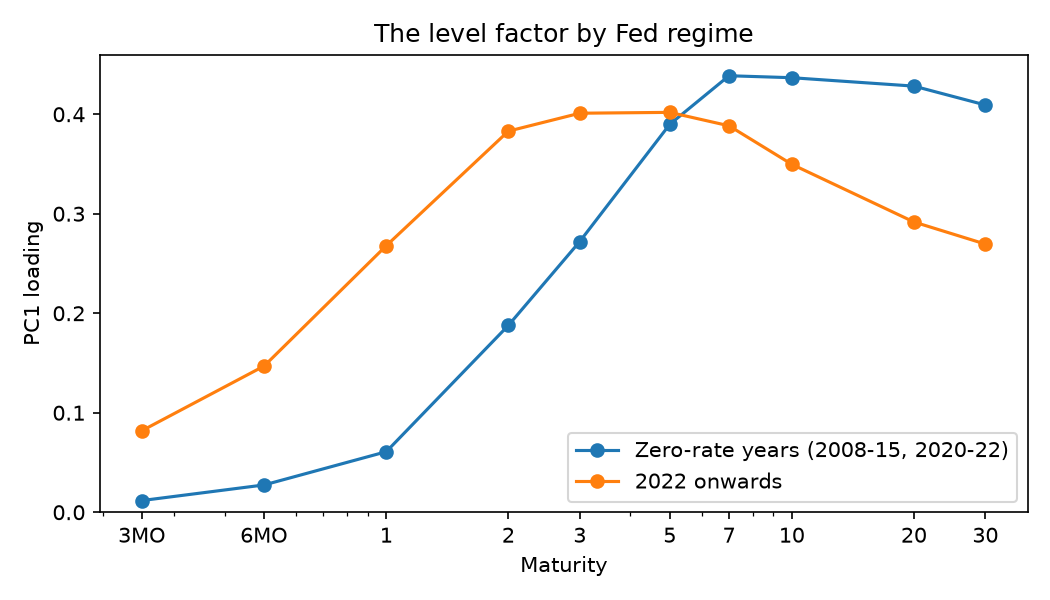 The level factor by Fed regime
PC1 loading
0.4
0.3
0.2
0.1
0.0
Zero-rate years (2008-15, 2020-22)
2022 onwards
3MO 6MO 1 2 3 5 7 10 20 30
Maturity